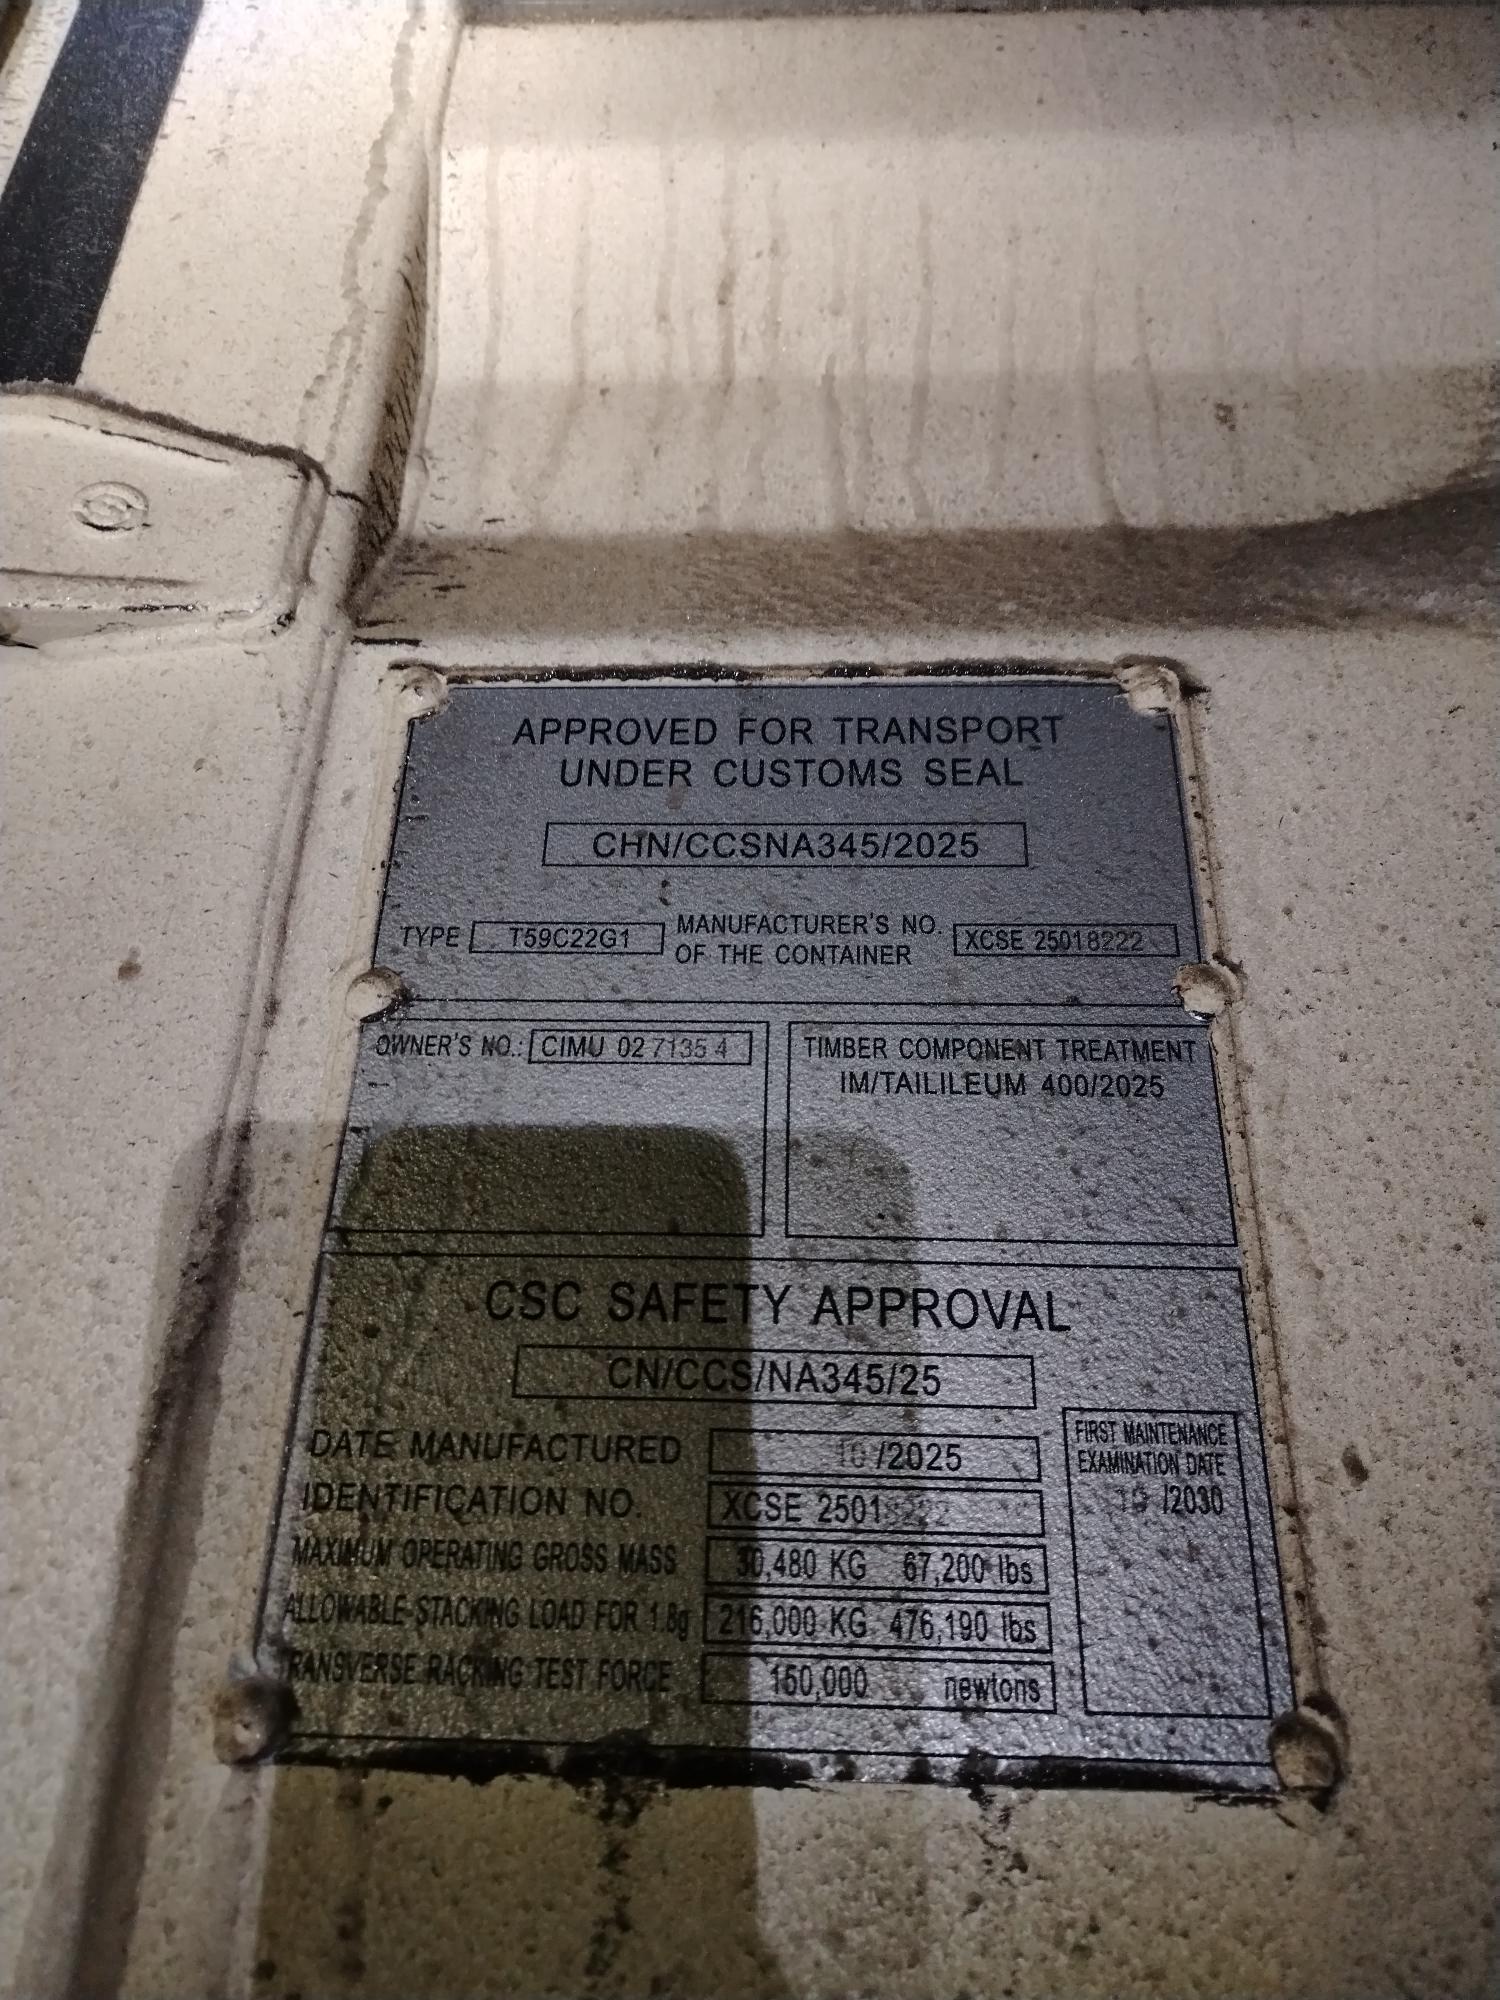 APPROVED FOR TRANSPORT
UNDER CUSTOMS SEAL
CHN/CCSNA345/2025
TYPE T59C22G1 MANUFACTURER'S NO. OF THE CONTAINER XCSE 25018222
OWNER'S NO.: CIMU 027135 4
TIMBER COMPONENT TREATMENT
IM/TAILILEUM 400/2025
CSC SAFETY APPROVAL
CN/CCS/NA345/25
DATE MANUFACTURED 10/2025
IDENTIFICATION NO. XCSE 25018222
MAXIMUM OPERATING GROSS MASS 30,480 KG 67,200 lbs
ALLOWABLE STACKING LOAD FOR 1.8g 216,000 KG 476,190 lbs
TRANSVERSE RACKING TEST FORCE 150,000 newtons
FIRST MAINTENANCE
EXAMINATION DATE
10 /2030